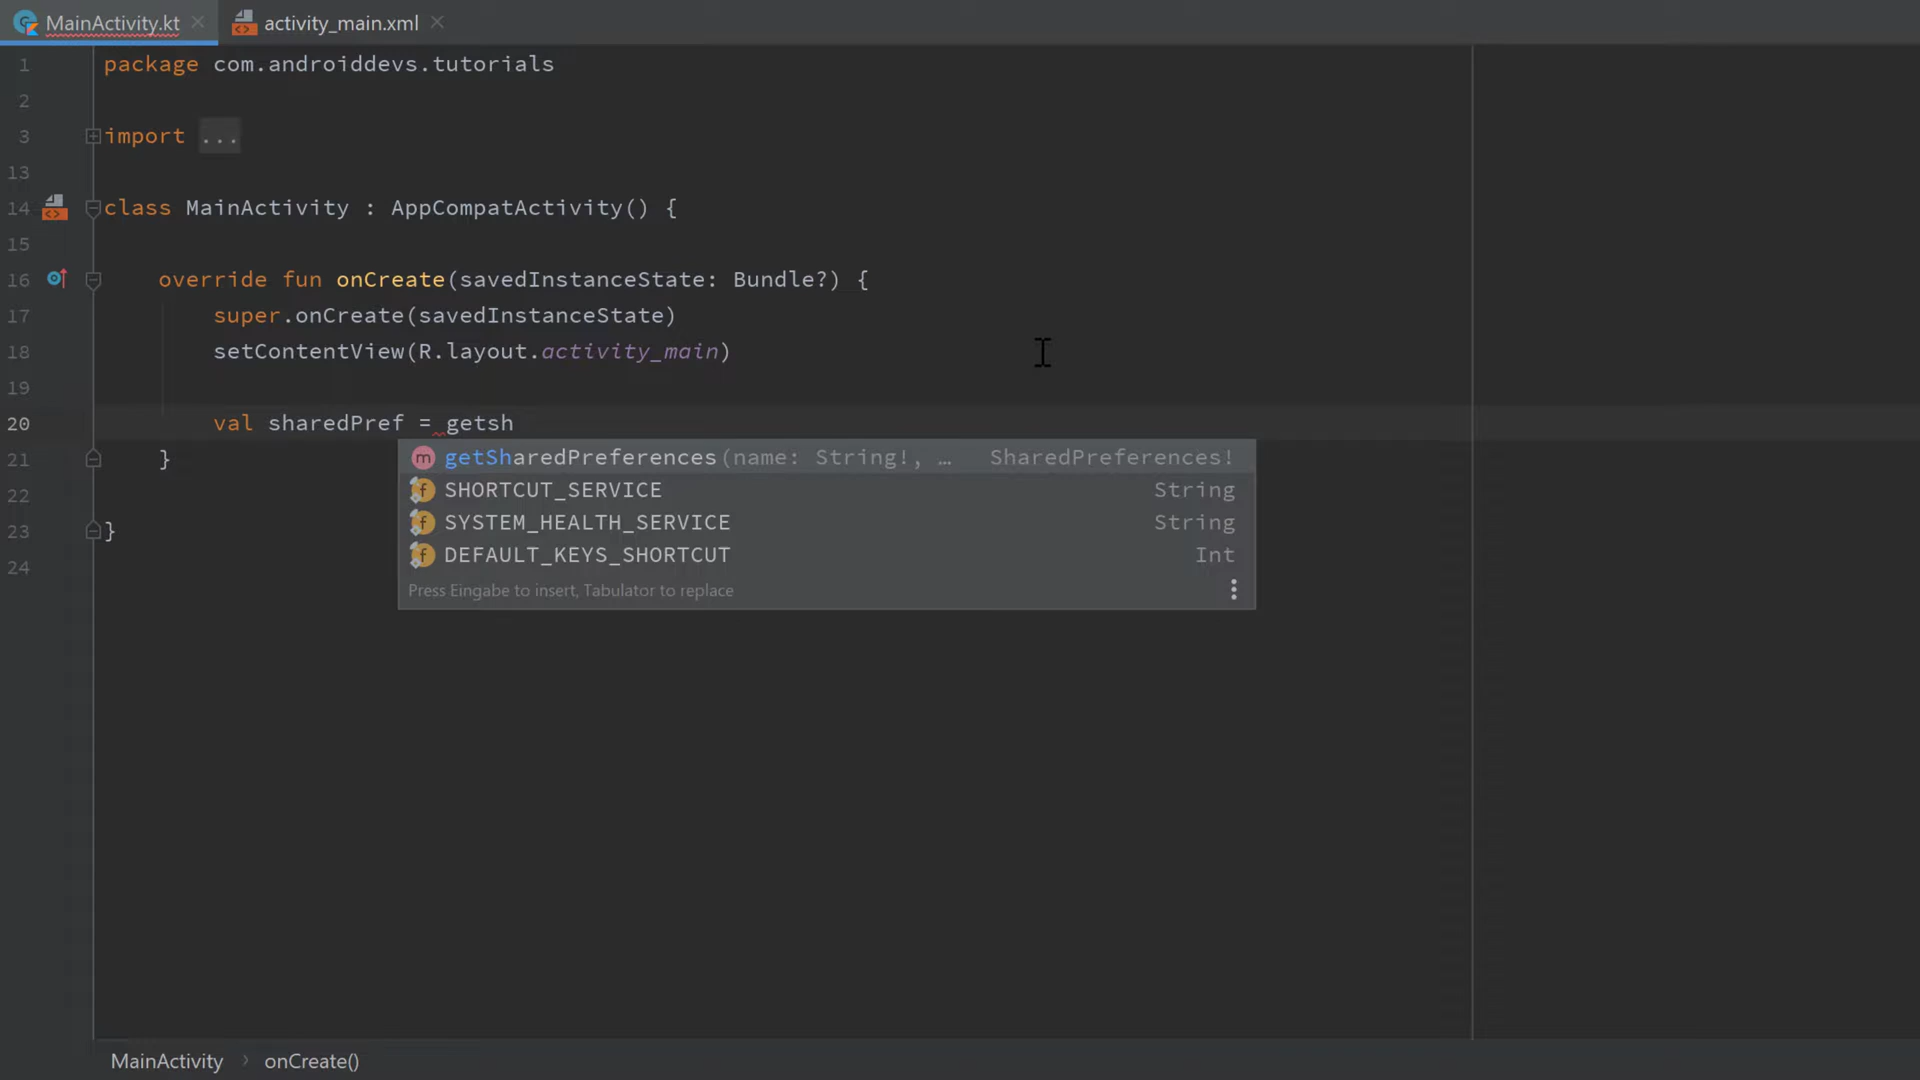 MainActivity.kt activity_main.xml
1 package com.androiddevs.tutorials
2
3 import ...
13
14 class MainActivity : AppCompatActivity() {
15
16 override fun onCreate(savedInstanceState: Bundle?) {
17 super.onCreate(savedInstanceState)
18 setContentView(R.layout.activity_main)
19
20 val sharedPref = getsh
getSharedPreferences(name: String!, … SharedPreferences!
21 }
SHORTCUT_SERVICE String
22
SYSTEM_HEALTH_SERVICE String
23 }
DEFAULT_KEYS_SHORTCUT Int
24
Press Eingabe to insert, Tabulator to replace
MainActivity › onCreate()